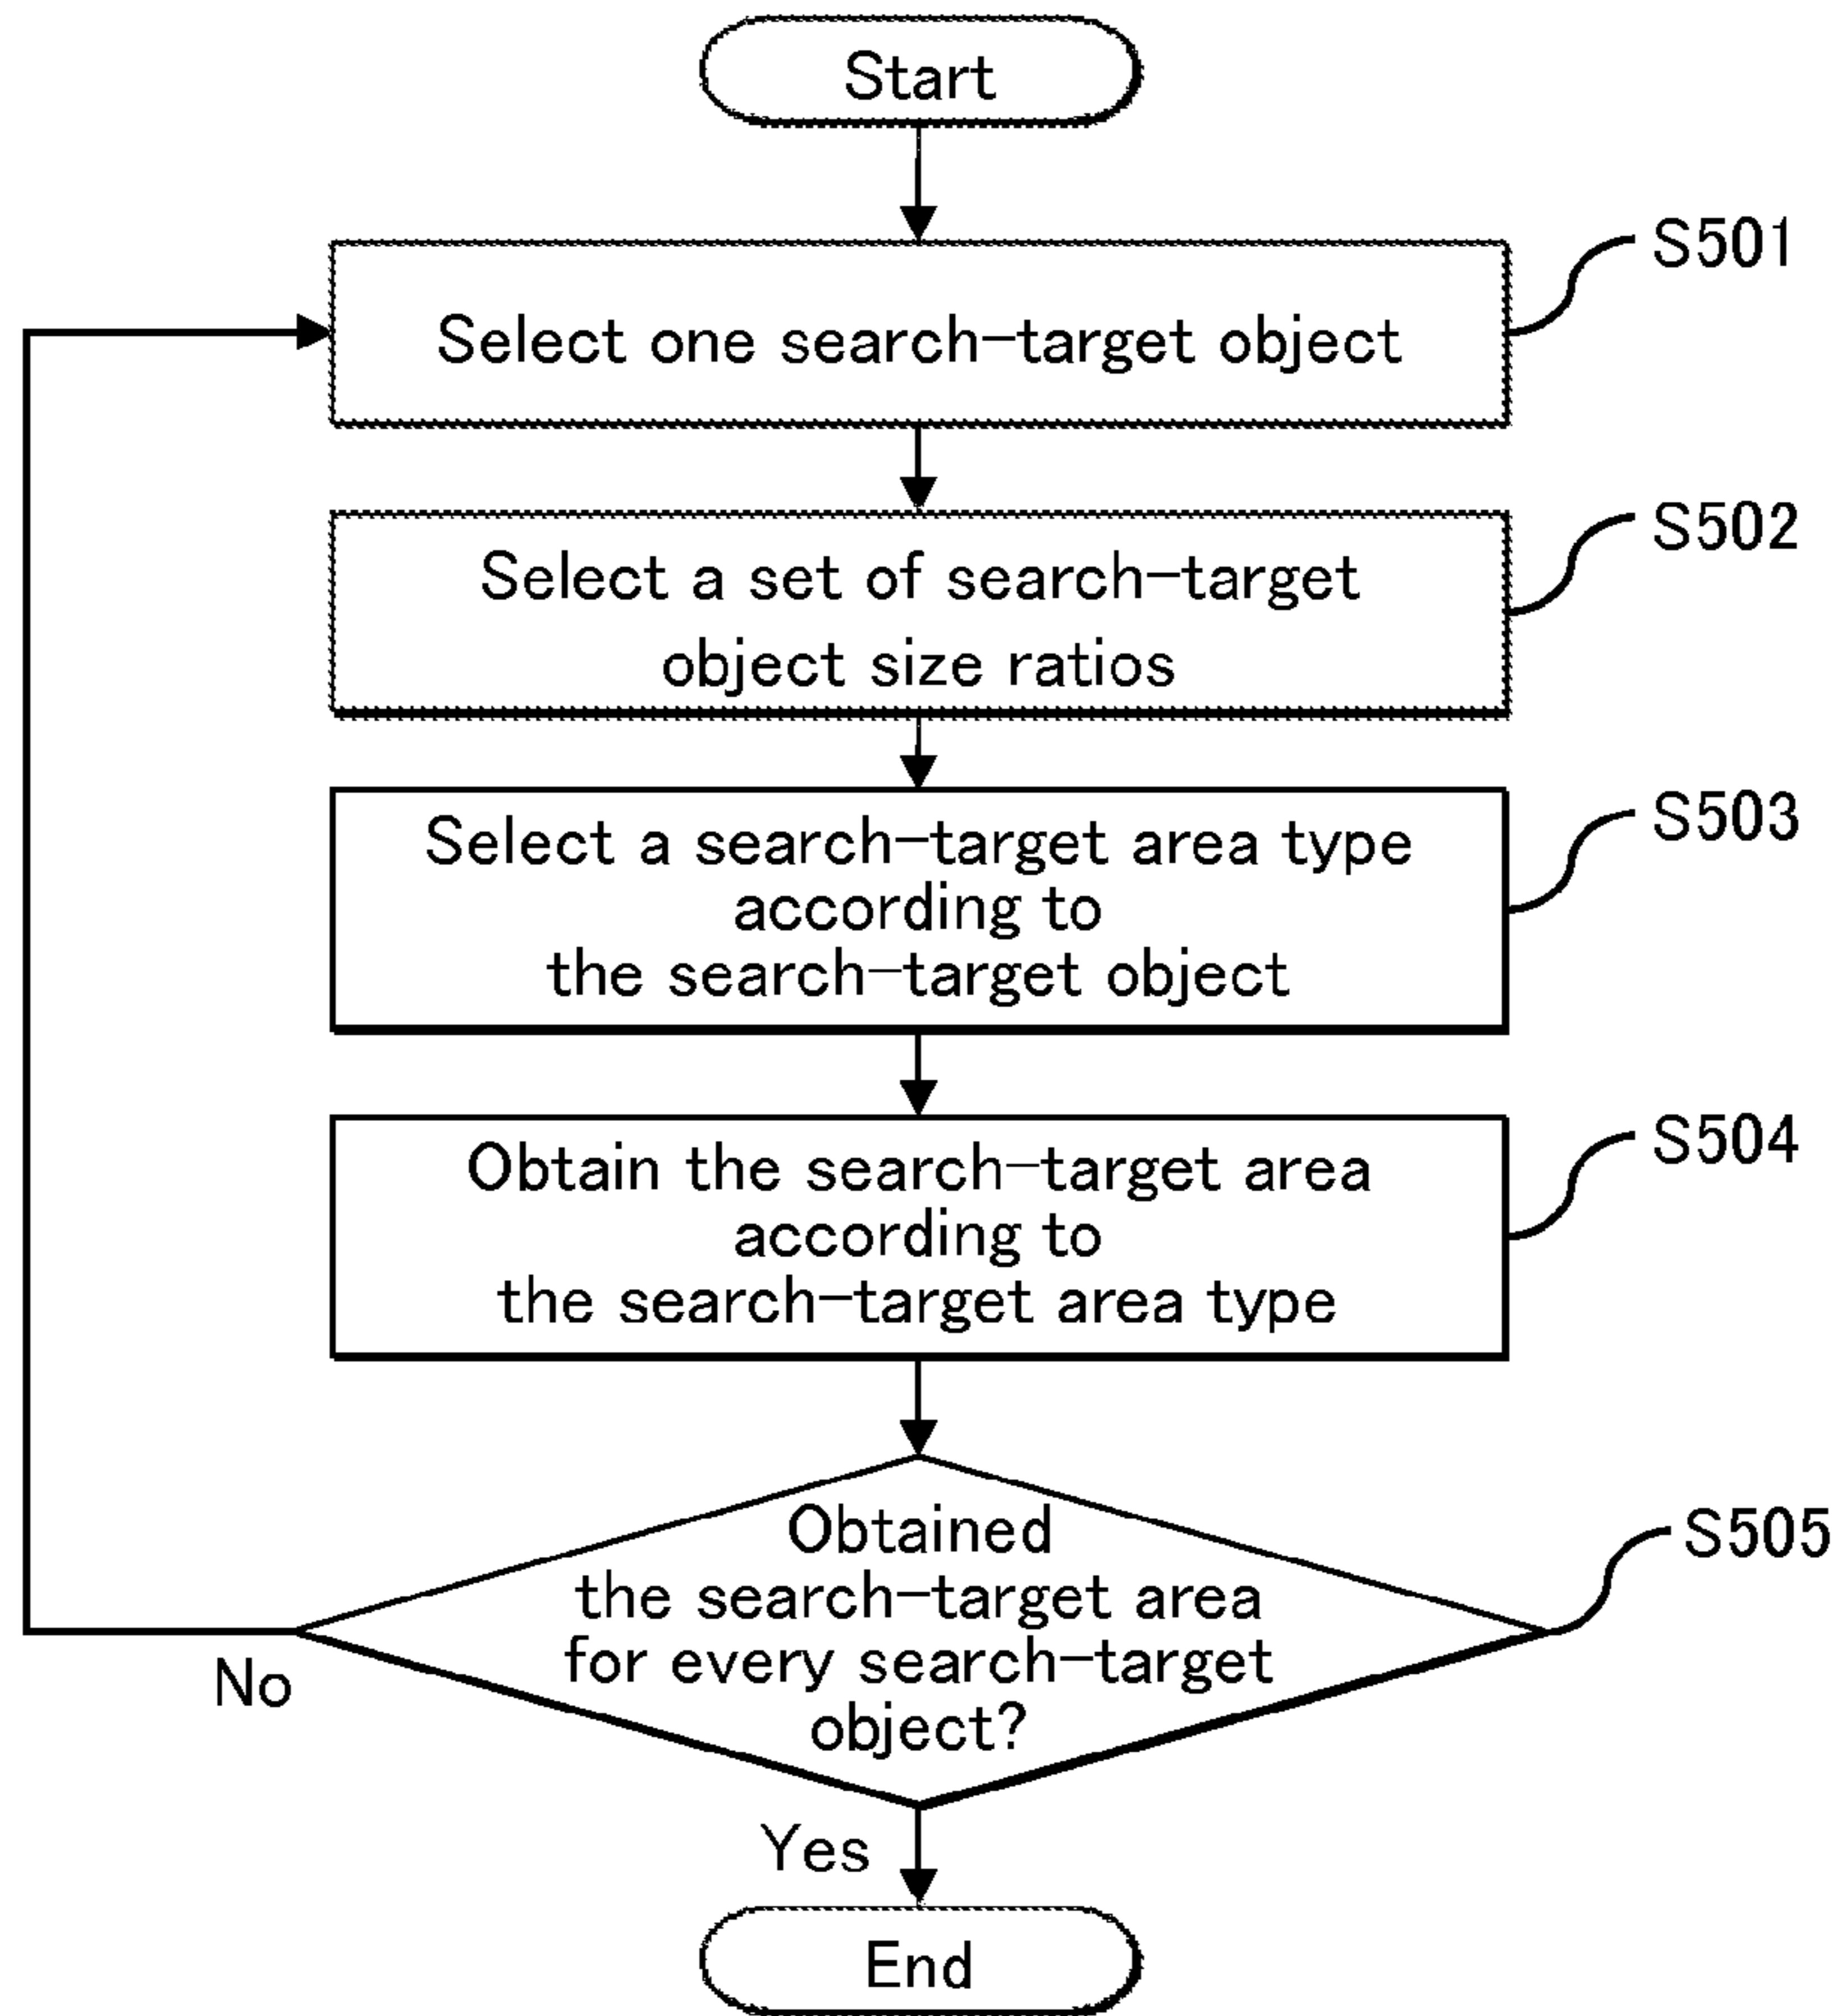 Start
S501
Select one search-target object
S502
Select a set of search-target
object size ratios
S503
Select a search-target area type
according to
the search-target object
S504
Obtain the search-target area
according to
the search-target area type
S505
Obtained
the search-target area
for every search-target
object?
No
Yes
End